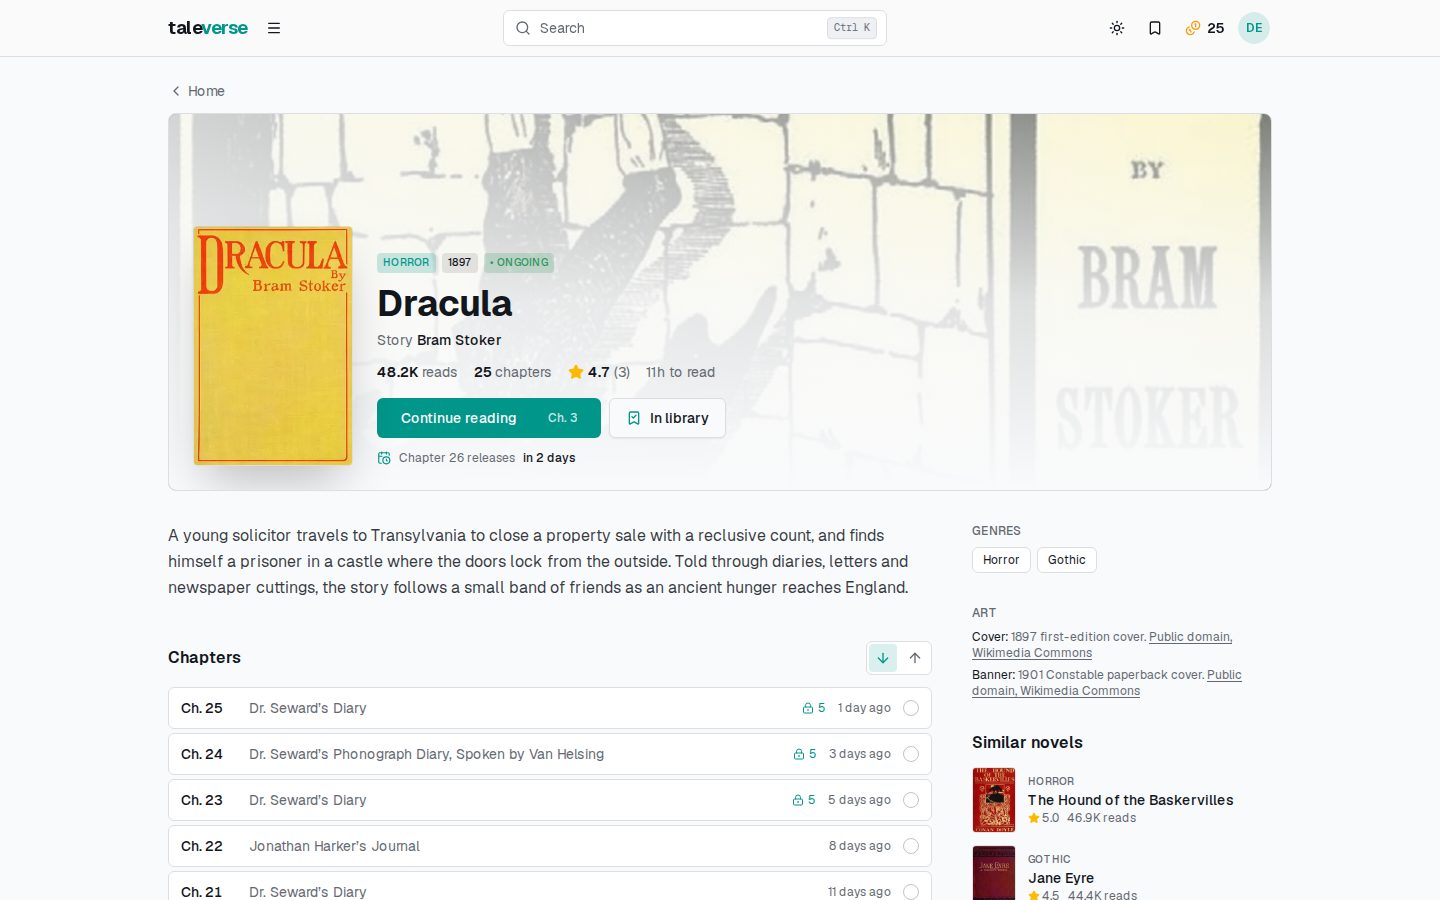 taleverse
Search
Ctrl K
25
DE
Home
BY
BRAM
STOKER
DRACULA
By
Bram Stoker
HORROR
1897
• ONGOING
Dracula
Story Bram Stoker
48.2K reads 25 chapters 4.7 (3) 11h to read
Continue reading Ch. 3
In library
Chapter 26 releases in 2 days
A young solicitor travels to Transylvania to close a property sale with a reclusive count, and finds
himself a prisoner in a castle where the doors lock from the outside. Told through diaries, letters and
newspaper cuttings, the story follows a small band of friends as an ancient hunger reaches England.
Chapters
Ch. 25 Dr. Seward's Diary 5 1 day ago
Ch. 24 Dr. Seward's Phonograph Diary, Spoken by Van Helsing 5 3 days ago
Ch. 23 Dr. Seward's Diary 5 5 days ago
Ch. 22 Jonathan Harker's Journal 8 days ago
Ch. 21 Dr. Seward's Diary 11 days ago
GENRES
Horror
Gothic
ART
Cover: 1897 first-edition cover. Public domain,
Wikimedia Commons
Banner: 1901 Constable paperback cover. Public
domain, Wikimedia Commons
Similar novels
THE HOUND
OF THE
BASKERVILLES
CONAN DOYLE
HORROR
The Hound of the Baskervilles
5.0 46.9K reads
JANE EYRE
GOTHIC
Jane Eyre
4.5 44.4K reads